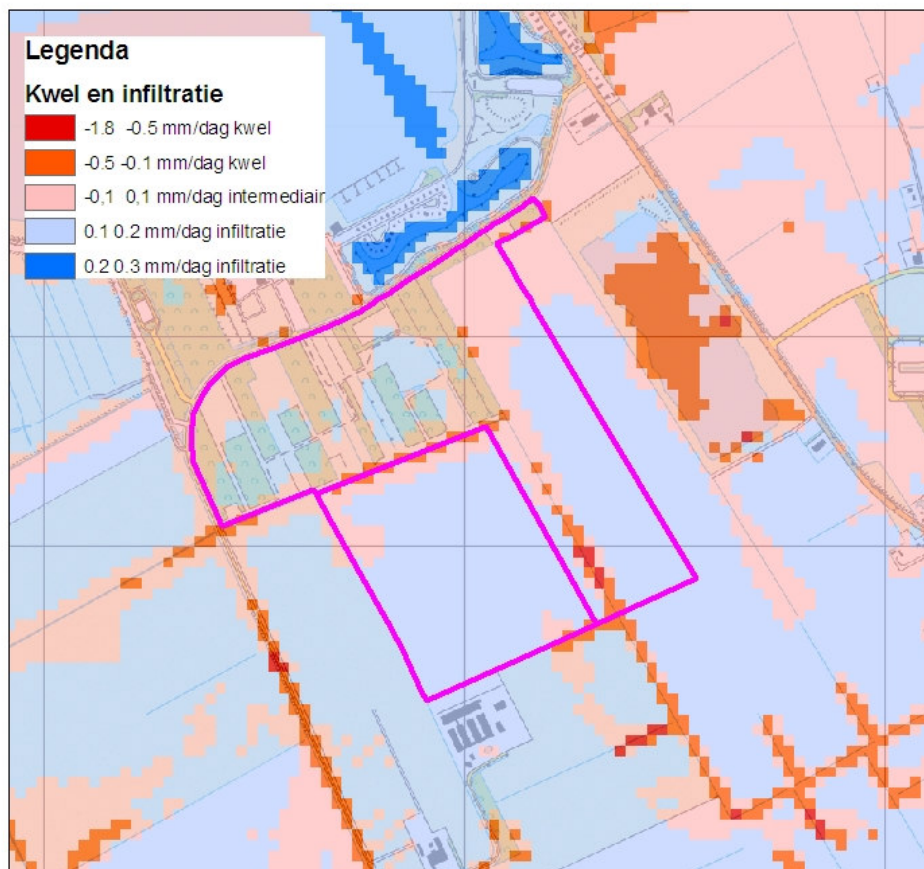 Legenda
Kwel en infiltratie
-1.8 -0.5 mm/dag kwel
-0.5 -0.1 mm/dag kwel
-0,1 0,1 mm/dag intermediair
0.1 0.2 mm/dag infiltratie
0.2 0.3 mm/dag infiltratie